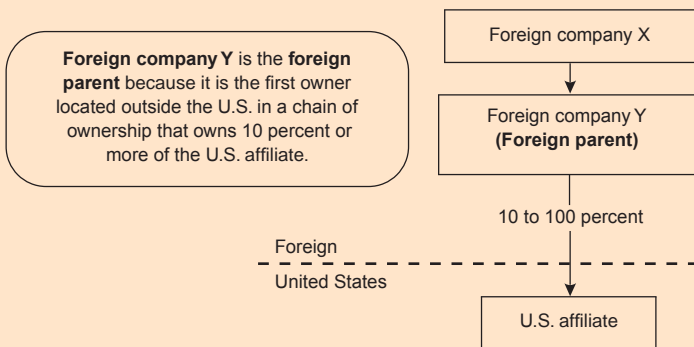 Foreign company Y is the foreign
parent because it is the first owner
located outside the U.S. in a chain of
ownership that owns 10 percent or
more of the U.S. affiliate.
Foreign company X
Foreign company Y
(Foreign parent)
10 to 100 percent
Foreign
United States
U.S. affiliate